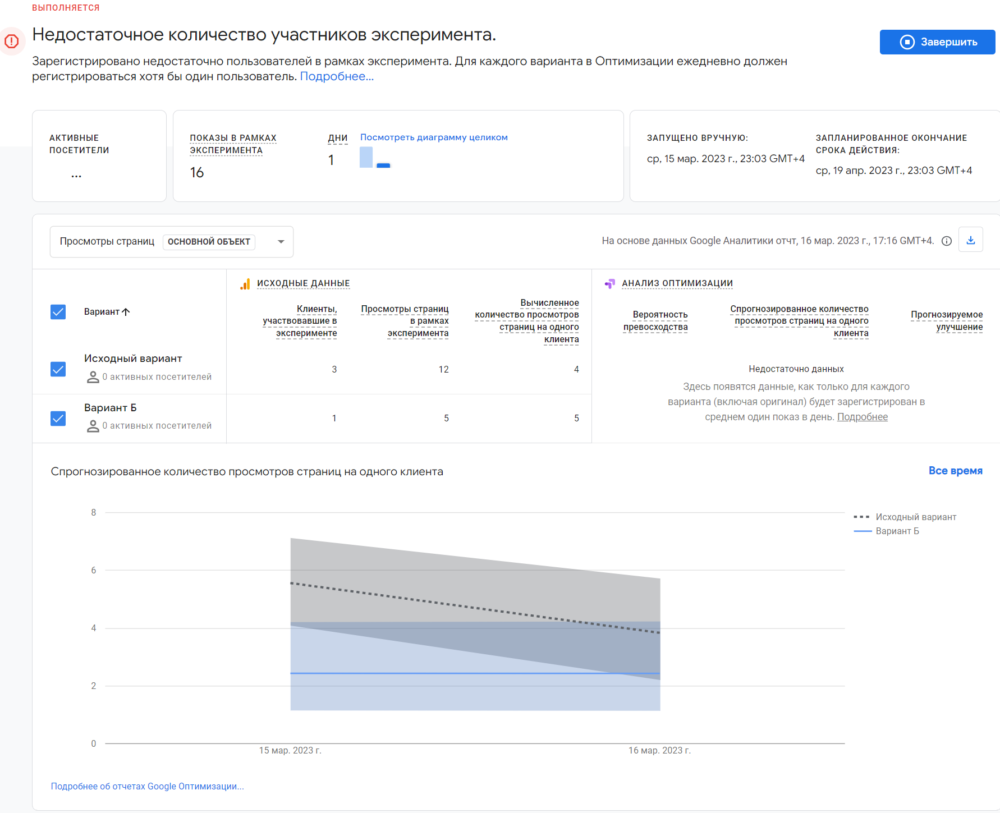 ВЫПОЛНЯЕТСЯ
Недостаточное количество участников эксперимента.
Завершить
Зарегистрировано недостаточно пользователей в рамках эксперимента. Для каждого варианта в Оптимизации ежедневно должен
регистрироваться хотя бы один пользователь. Подробнее...
АКТИВНЫЕ
ПОСЕТИТЕЛИ
...
ПОКАЗЫ В РАМКАХ
ЭКСПЕРИМЕНТА
16
ДНИ
1
Посмотреть диаграмму целиком
ЗАПУЩЕНО ВРУЧНУЮ:
ср, 15 мар. 2023 г., 23:03 GMT+4
ЗАПЛАНИРОВАННОЕ ОКОНЧАНИЕ
СРОКА ДЕЙСТВИЯ:
ср, 19 апр. 2023 г., 23:03 GMT+4
Просмотры страниц
ОСНОВНОЙ ОБЪЕКТ
На основе данных Google Аналитики отчт, 16 мар. 2023 г., 17:16 GMT+4.
ИСХОДНЫЕ ДАННЫЕ
АНАЛИЗ ОПТИМИЗАЦИИ
Вариант
Клиенты,
участвовавшие в
эксперименте
Просмотры страниц
в рамках
эксперимента
Вычисленное
количество просмотров
страниц на одного
клиента
Вероятность
превосходства
Спрогнозированное количество
просмотров страниц на одного
клиента
Прогнозируемое
улучшение
Исходный вариант
0 активных посетителей
3
12
4
Вариант Б
0 активных посетителей
1
5
5
Недостаточно данных
Здесь появятся данные, как только для каждого
варианта (включая оригинал) будет зарегистрирован в
среднем один показ в день. Подробнее
Спрогнозированное количество просмотров страниц на одного клиента
Все время
8
6
4
2
0
15 мар. 2023 г.
16 мар. 2023 г.
Исходный вариант
Вариант Б
Подробнее об отчетах Google Оптимизации...